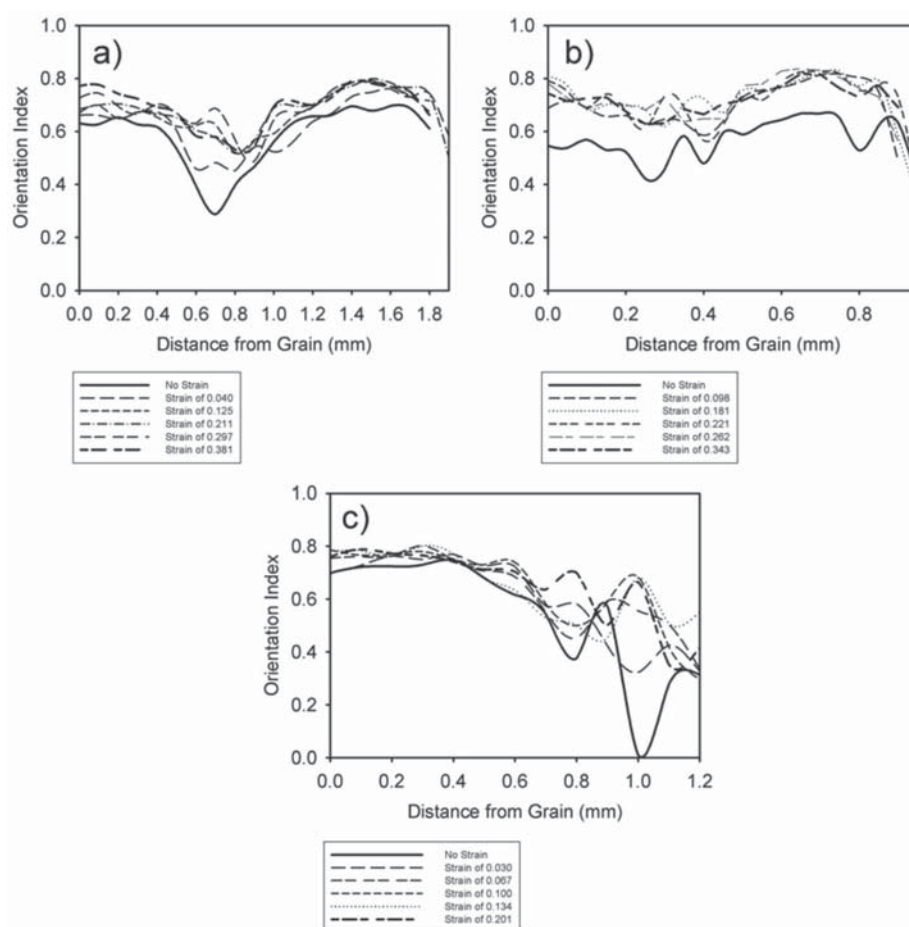 a)
1.0
0.8
0.6
0.4
0.2
0.0
Orientation Index
0.0 0.2 0.4 0.6 0.8 1.0 1.2 1.4 1.6 1.8
Distance from Grain (mm)
No Strain
Strain of 0.040
Strain of 0.125
Strain of 0.211
Strain of 0.297
Strain of 0.381
b)
1.0
0.8
0.6
0.4
0.2
0.0
Orientation Index
0.0 0.2 0.4 0.6 0.8
Distance from Grain (mm)
No Strain
Strain of 0.098
Strain of 0.181
Strain of 0.221
Strain of 0.262
Strain of 0.343
c)
1.0
0.8
0.6
0.4
0.2
0.0
Orientation Index
0.0 0.2 0.4 0.6 0.8 1.0 1.2
Distance from Grain (mm)
No Strain
Strain of 0.030
Strain of 0.067
Strain of 0.100
Strain of 0.134
Strain of 0.201